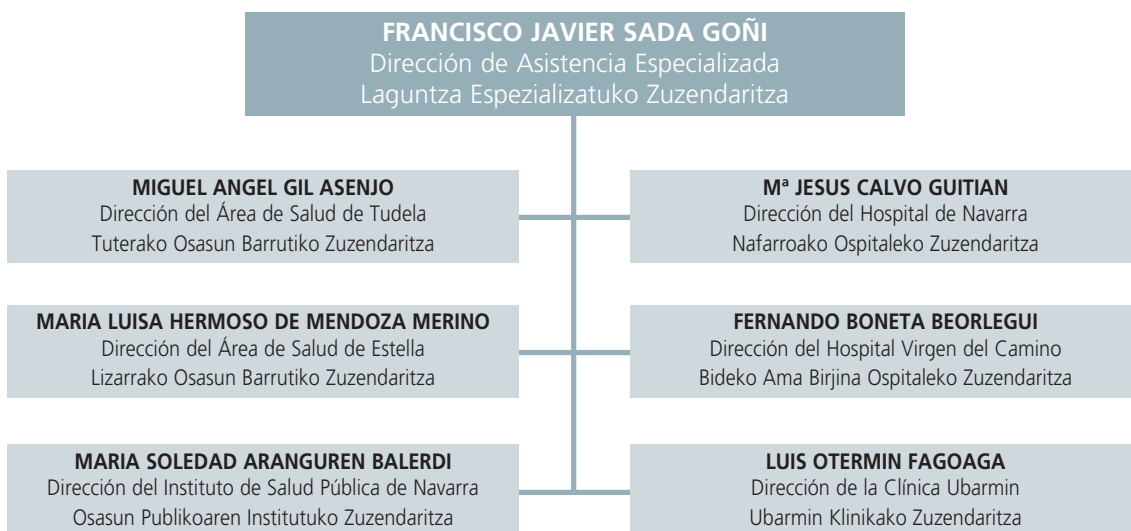 FRANCISCO JAVIER SADA GOÑI
Dirección de Asistencia Especializada
Laguntza Espezializatuko Zuzendaritza
MIGUEL ANGEL GIL ASENJO
Dirección del Área de Salud de Tudela
Tuterako Osasun Barrutiko Zuzendaritza
Mª JESUS CALVO GUITIAN
Dirección del Hospital de Navarra
Nafarroako Ospitaleko Zuzendaritza
MARIA LUISA HERMOSO DE MENDOZA MERINO
Dirección del Área de Salud de Estella
Lizarrako Osasun Barrutiko Zuzendaritza
FERNANDO BONETA BEORLEGUI
Dirección del Hospital Virgen del Camino
Bideko Ama Birjina Ospitaleko Zuzendaritza
MARIA SOLEDAD ARANGUREN BALERDI
Dirección del Instituto de Salud Pública de Navarra
Osasun Publikoaren Institutuko Zuzendaritza
LUIS OTERMIN FAGOAGA
Dirección de la Clínica Ubarmin
Ubarmin Klinikako Zuzendaritza